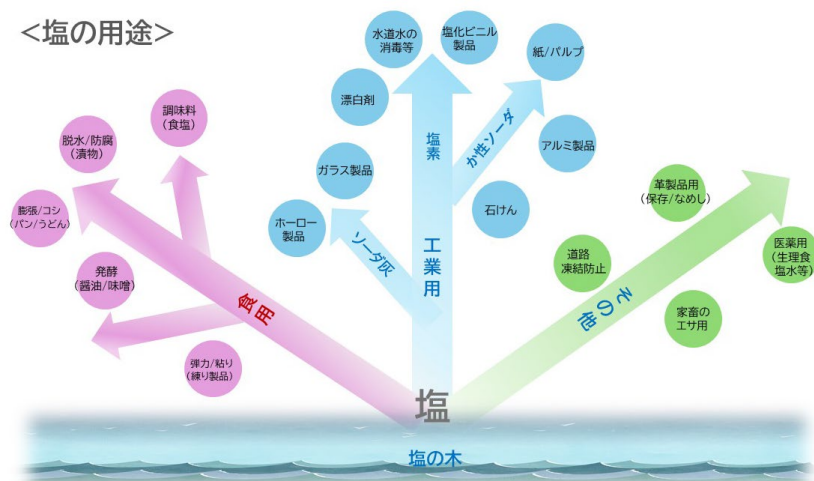 <塩の用途>
調味料
(食塩)
脱水/防腐
(漬物)
膨張/コシ
(パン/うどん)
発酵
(醤油/味噌)
弾力/粘り
(練り製品)
食用
水道水の
消毒等
塩化ビニル
製品
漂白剤
紙/パルプ
ガラス製品
アルミ製品
ホーロー
製品
石けん
塩素
か性ソーダ
ソーダ灰
工業用
革製品用
(保存/なめし)
医薬用
(生理食
塩水等)
道路
凍結防止
家畜の
エサ用
その他
塩
塩の木